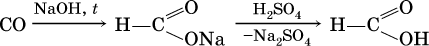 CO NaOH, t H–C O ONa H₂SO₄ –Na₂SO₄ H–C O OH